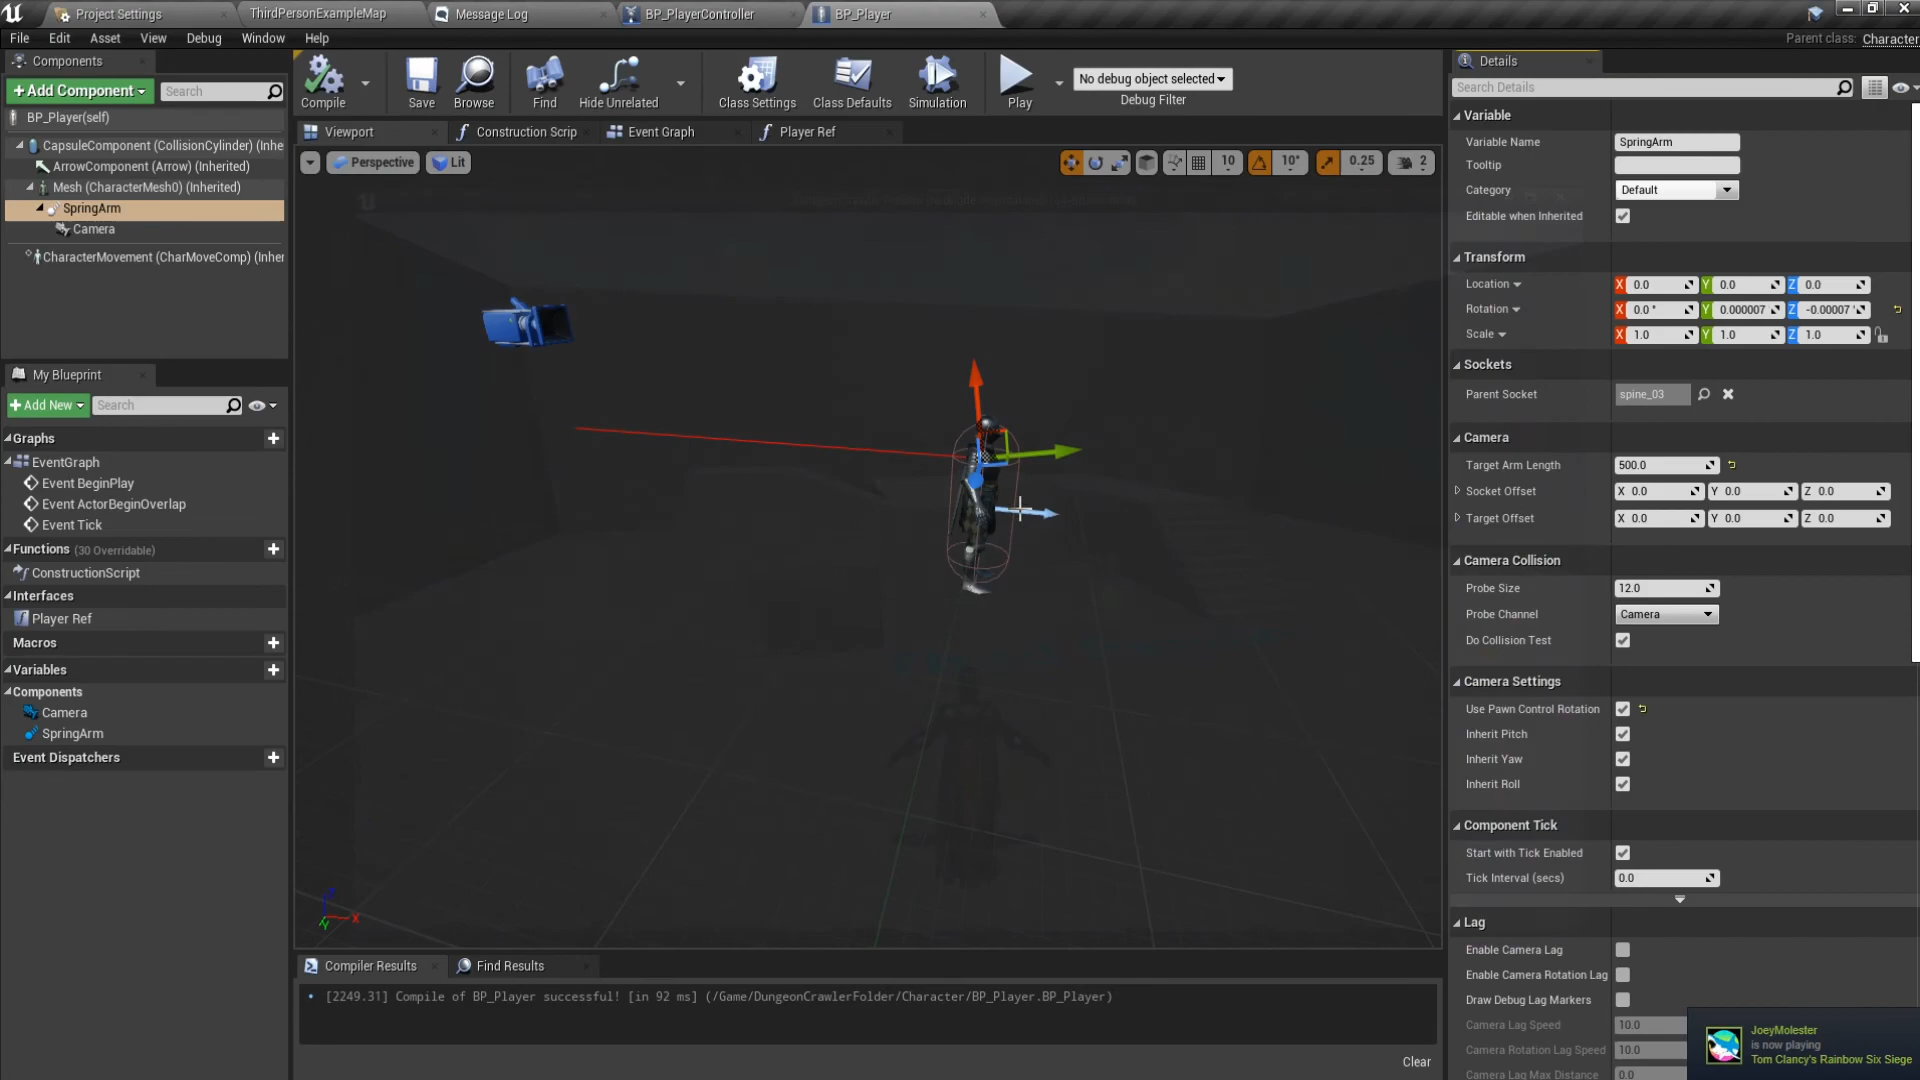 Project Settings
ThirdPersonExampleMap
Message Log
BP_PlayerController
BP_Player
File Edit Asset View Debug Window Help
Parent class: Character
Components
+Add Component
Search
BP_Player(self)
CapsuleComponent (CollisionCylinder) (Inhe
ArrowComponent (Arrow) (Inherited)
Mesh (CharacterMesh0) (Inherited)
SpringArm
Camera
CharacterMovement (CharMoveComp) (Inher
My Blueprint
+Add New
Search
Graphs
EventGraph
Event BeginPlay
Event ActorBeginOverlap
Event Tick
Functions (30 Overridable)
ConstructionScript
Interfaces
Player Ref
Macros
Variables
Components
Camera
SpringArm
Event Dispatchers
Compile
Save
Browse
Find
Hide Unrelated
Class Settings
Class Defaults
Simulation
Play
No debug object selected
Debug Filter
Viewport
Construction Scrip
Event Graph
Player Ref
Perspective
Lit
10
10°
0.25
2
Z
X
Y
Compiler Results
Find Results
[2249.31] Compile of BP_Player successful! [in 92 ms] (/Game/DungeonCrawlerFolder/Character/BP_Player.BP_Player)
Clear
Details
Search Details
Variable
Variable Name SpringArm
Tooltip
Category Default
Editable when Inherited
Transform
Location X 0.0 Y 0.0 Z 0.0
Rotation X 0.0 ° Y 0.000007 Z -0.00007 °
Scale X 1.0 Y 1.0 Z 1.0
Sockets
Parent Socket spine_03
Camera
Target Arm Length 500.0
Socket Offset X 0.0 Y 0.0 Z 0.0
Target Offset X 0.0 Y 0.0 Z 0.0
Camera Collision
Probe Size 12.0
Probe Channel Camera
Do Collision Test
Camera Settings
Use Pawn Control Rotation
Inherit Pitch
Inherit Yaw
Inherit Roll
Component Tick
Start with Tick Enabled
Tick Interval (secs) 0.0
Lag
Enable Camera Lag
Enable Camera Rotation Lag
Draw Debug Lag Markers
Camera Lag Speed 10.0
Camera Rotation Lag Speed 10.0
Camera Lag Max Distance 0.0
JoeyMolester
is now playing
Tom Clancy's Rainbow Six Siege